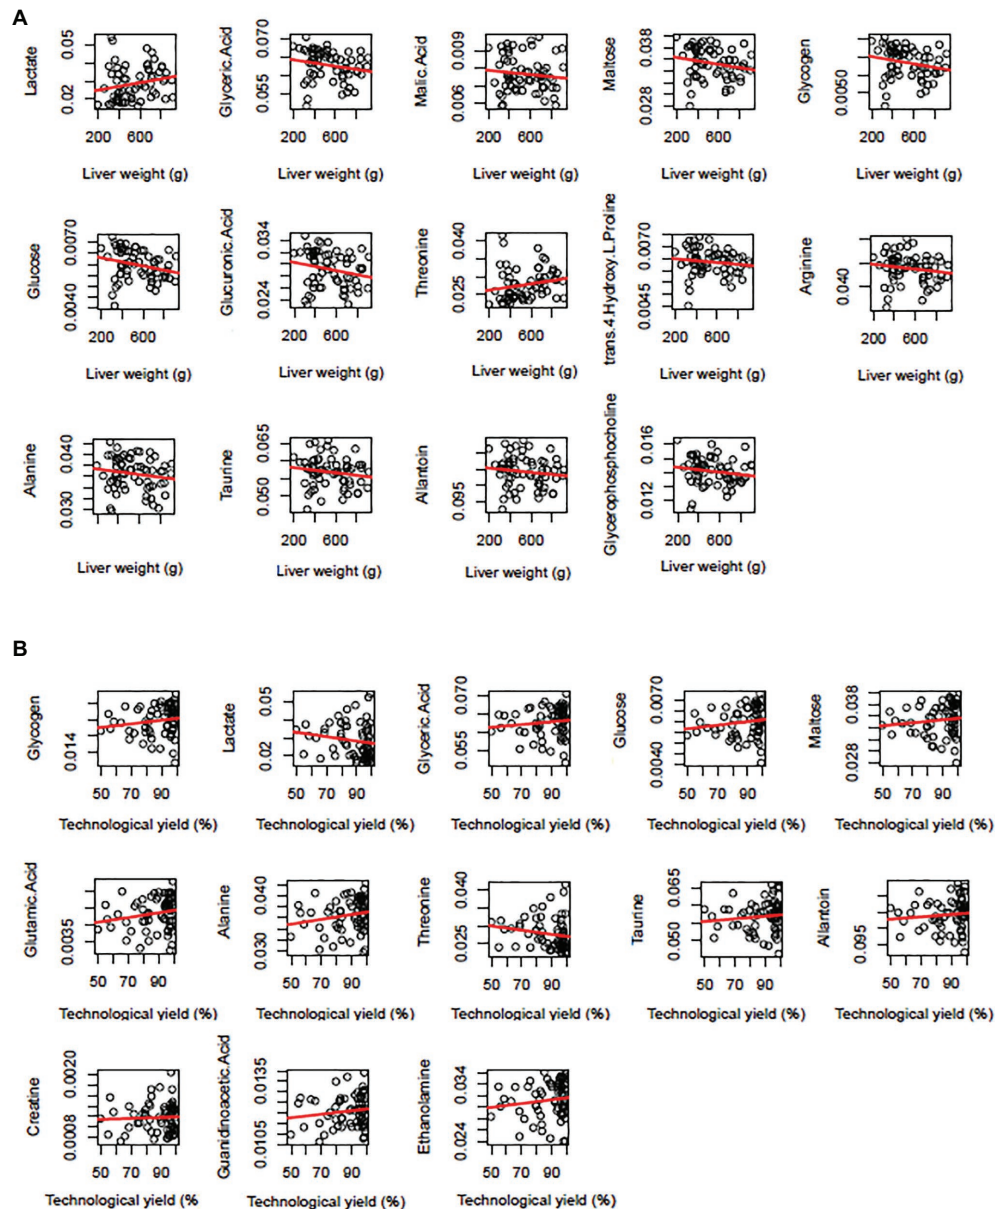 A
Lactate
0.02 0.05
200 600
Liver weight (g)
Glyceric.Acid
0.055 0.070
200 600
Liver weight (g)
Malic.Acid
0.006 0.009
200 600
Liver weight (g)
Maltose
0.028 0.038
200 600
Liver weight (g)
Glycogen
0.0050
200 600
Liver weight (g)
Glucose
0.0040 0.0070
200 600
Liver weight (g)
Glucuronic.Acid
0.024 0.034
200 600
Liver weight (g)
Threonine
0.025 0.040
200 600
Liver weight (g)
trans.4.Hydroxy.L.Proline
0.0045 0.0070
200 600
Liver weight (g)
Arginine
0.040
200 600
Liver weight (g)
Alanine
0.030 0.040
200 600
Liver weight (g)
Taurine
0.050 0.065
200 600
Liver weight (g)
Allantoin
0.095
200 600
Liver weight (g)
Glycerophosphocholine
0.012 0.016
200 600
Liver weight (g)
B
Glycogen
0.014
50 70 90
Technological yield (%)
Lactate
0.02 0.05
50 70 90
Technological yield (%)
Glyceric.Acid
0.055 0.070
50 70 90
Technological yield (%)
Glucose
0.0040 0.0070
50 70 90
Technological yield (%)
Maltose
0.028 0.038
50 70 90
Technological yield (%)
Glutamic.Acid
0.0035
50 70 90
Technological yield (%)
Alanine
0.030 0.040
50 70 90
Technological yield (%)
Threonine
0.025 0.040
50 70 90
Technological yield (%)
Taurine
0.050 0.065
50 70 90
Technological yield (%)
Allantoin
0.095
50 70 90
Technological yield (%)
Creatine
0.0008 0.0020
50 70 90
Technological yield (%
Guanidinoacetic.Acid
0.0105 0.0135
50 70 90
Technological yield (%)
Ethanolamine
0.024 0.034
50 70 90
Technological yield (%)